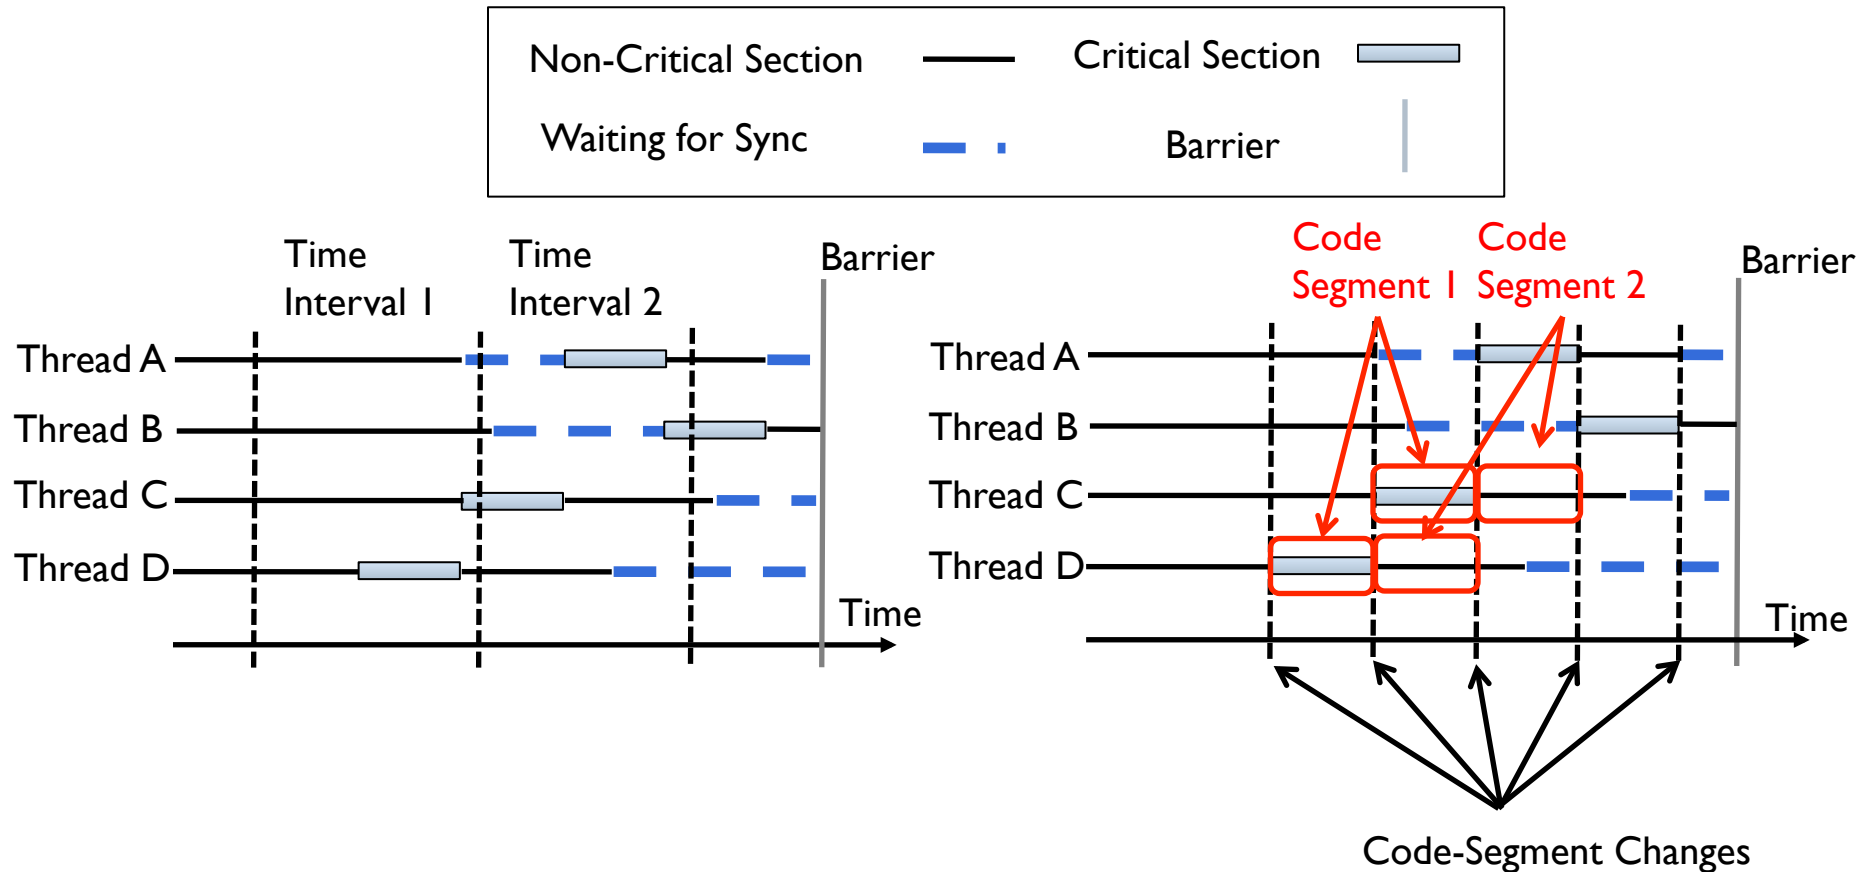 Non-Critical Section
Critical Section
Waiting for Sync
Barrier
Time
Interval 1
Time
Interval 2
Barrier
Thread A
Thread B
Thread C
Thread D
Time
Code
Segment 1
Code
Segment 2
Barrier
Thread A
Thread B
Thread C
Thread D
Time
Code-Segment Changes